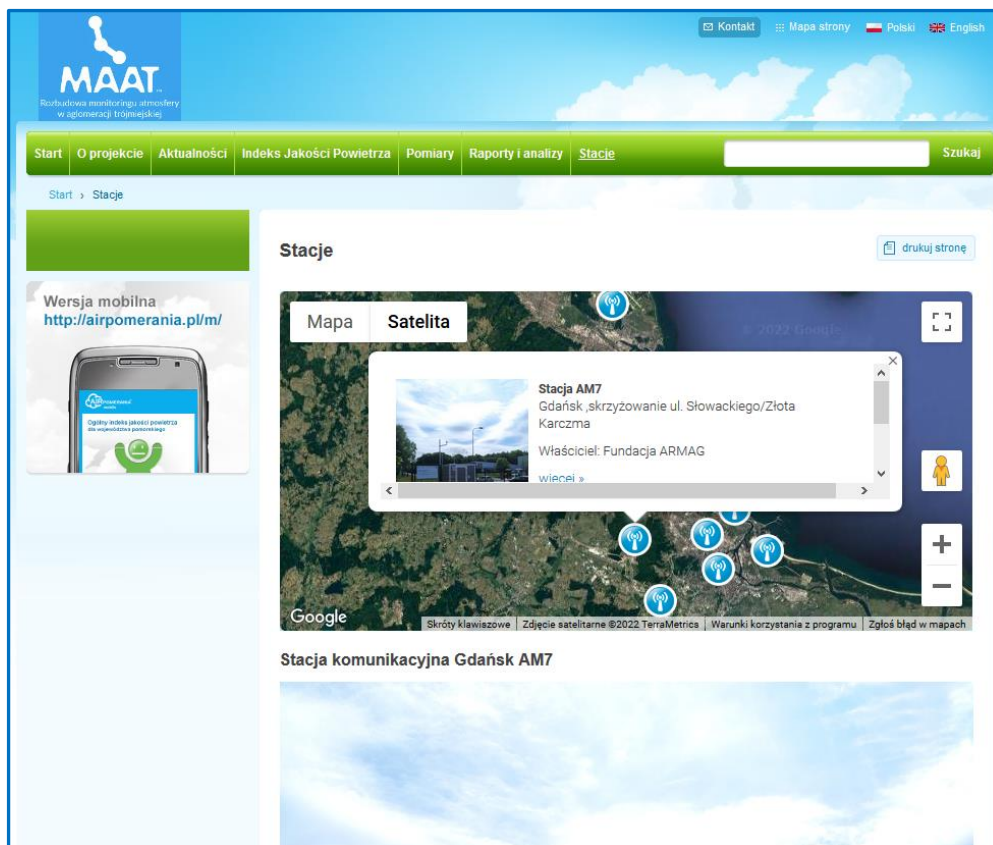 Kontakt Mapa strony Polski English
MAAT
Rozbudowa monitoringu atmosfery
w aglomeracji trójmiejskiej
Start O projekcie Aktualności Indeks Jakości Powietrza Pomiary Raporty i analizy Stacje Szukaj
Start › Stacje
Stacje
drukuj stronę
Wersja mobilna
http://airpomerania.pl/m/
Ogólny indeks jakości powietrza
dla województwa pomorskiego
Mapa Satelita
© 2022 Google
Stacja AM7
Gdańsk ,skrzyżowanie ul. Słowackiego/Złota
Karczma
Właściciel: Fundacja ARMAG
więcej »
Google
Skróty klawiszowe Zdjęcie satelitarne ©2022 TerraMetrics Warunki korzystania z programu Zgłoś błąd w mapach
Stacja komunikacyjna Gdańsk AM7